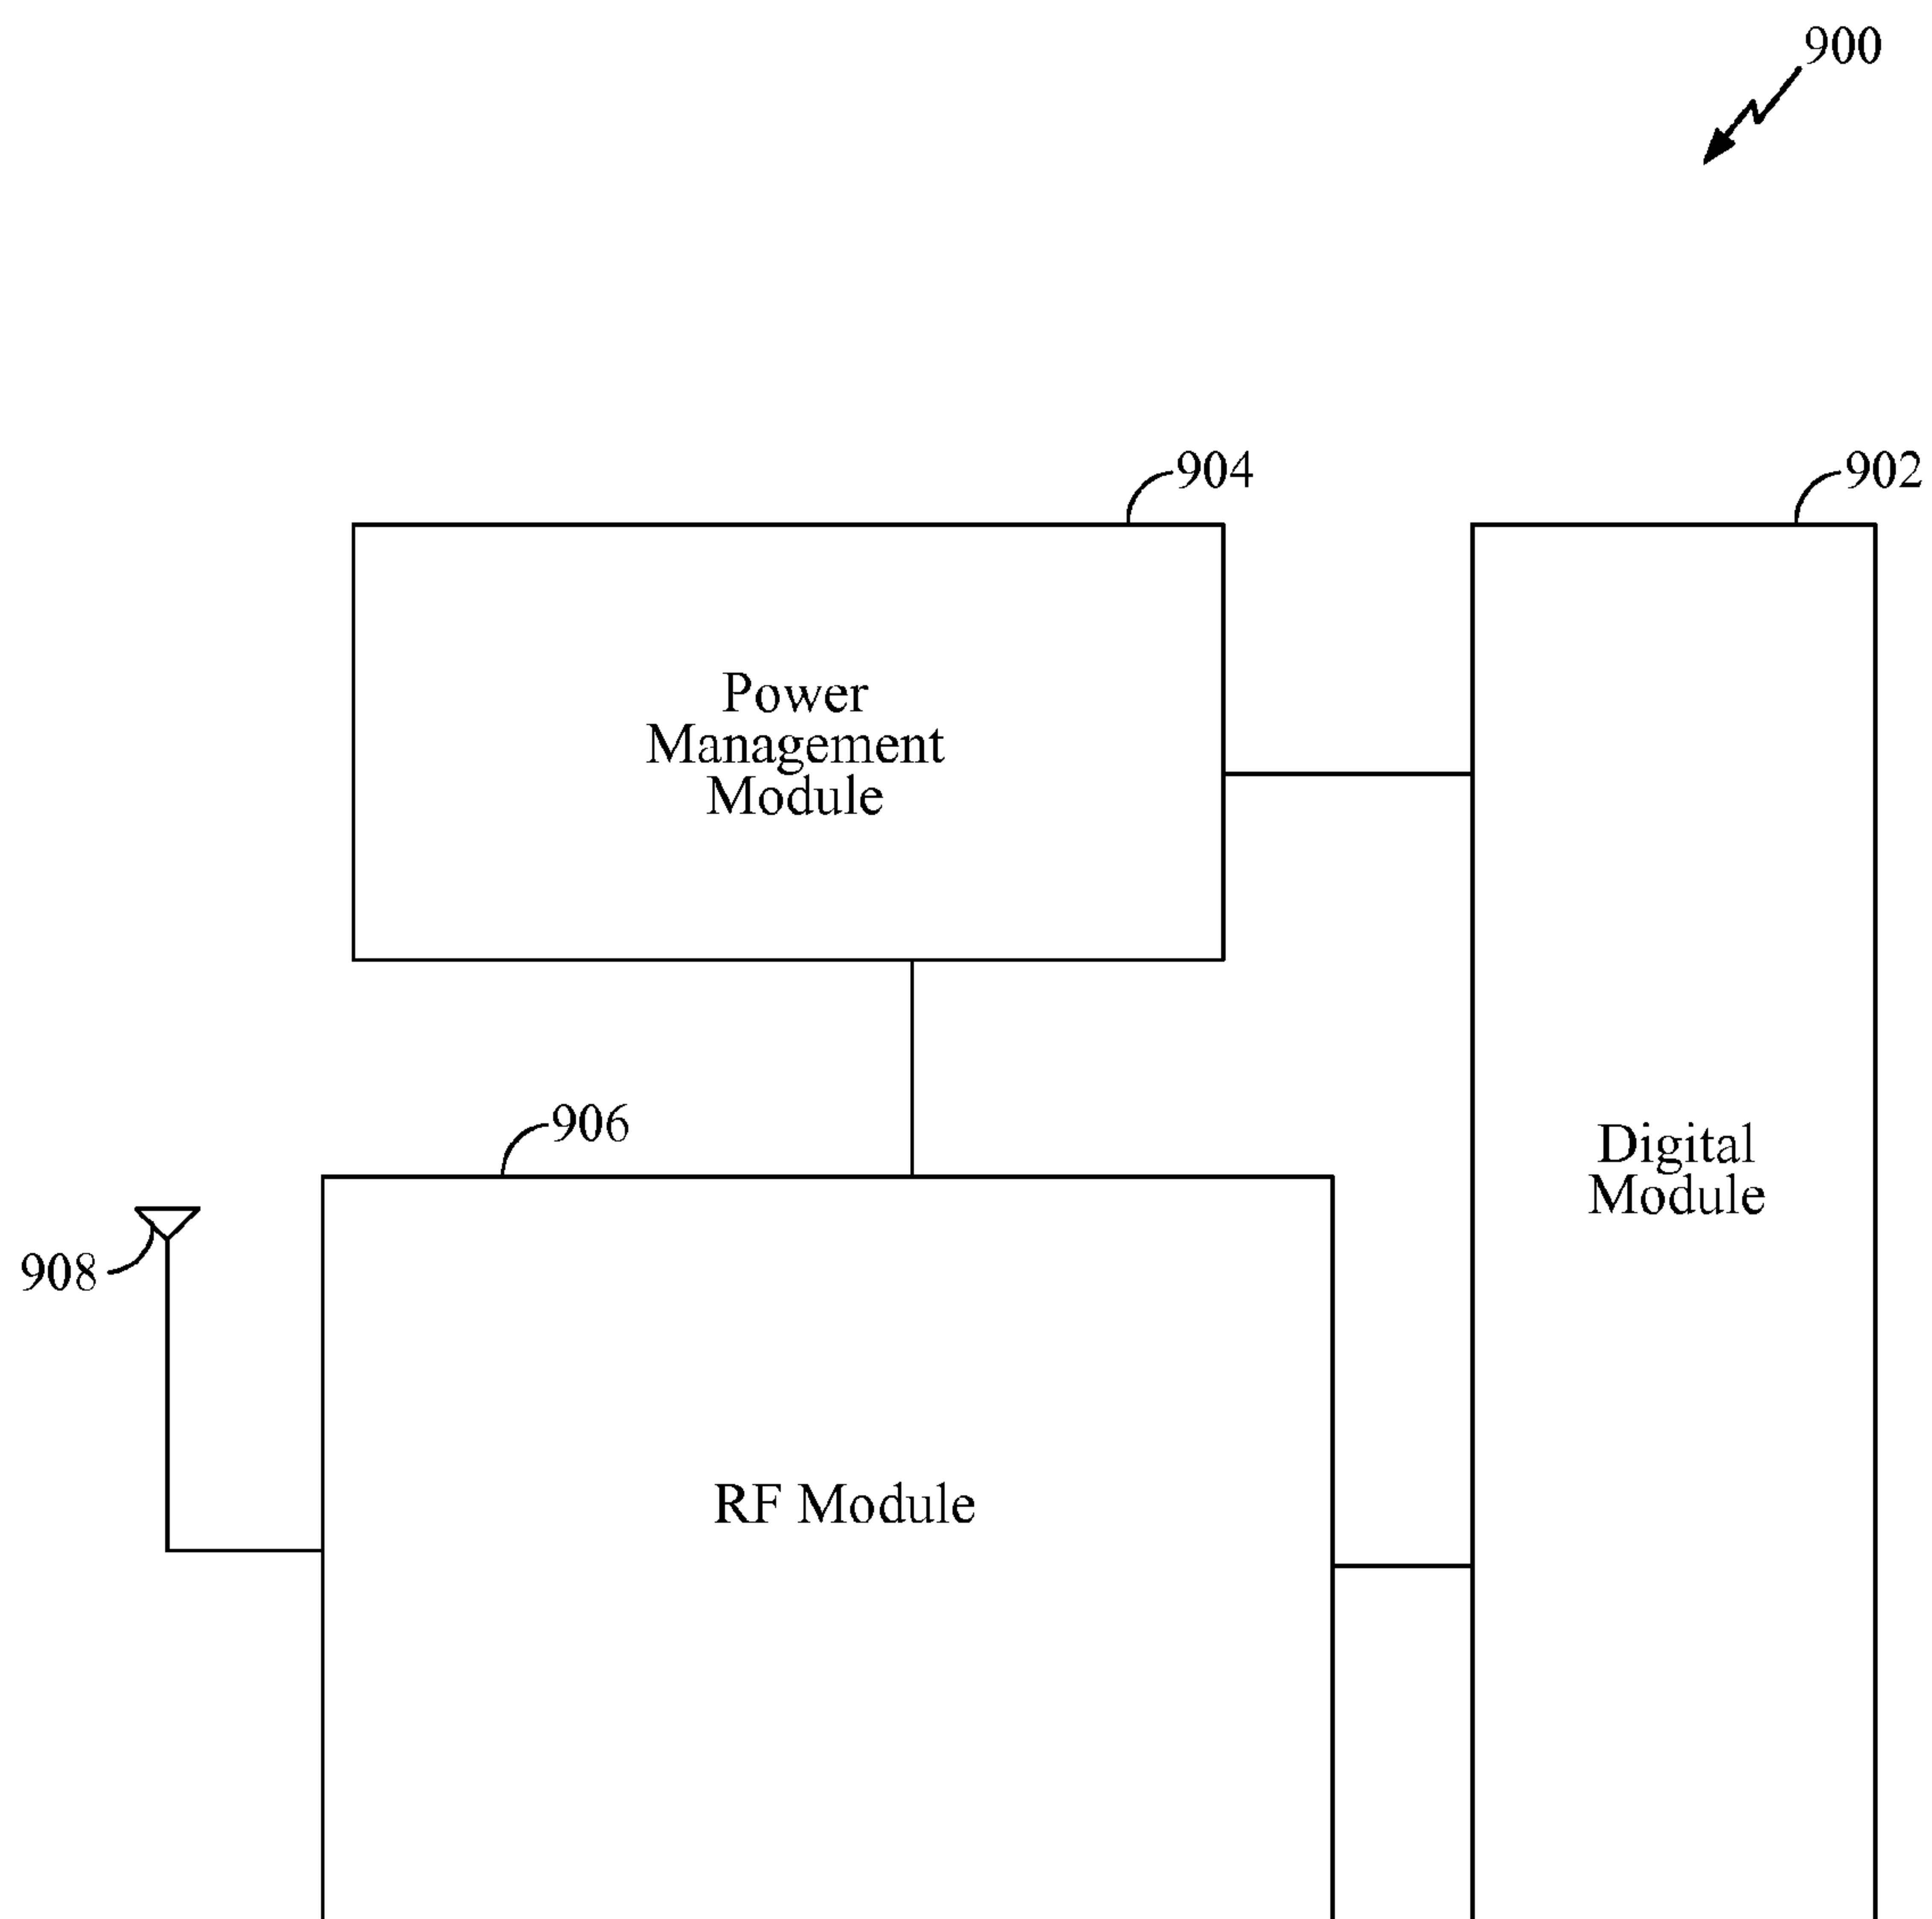 900
904
902
Power
Management
Module
906
Digital
Module
908
RF Module